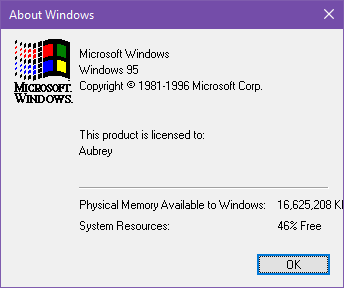 About Windows
MICROSOFT.
WINDOWS.
Microsoft Windows
Windows 95
Copyright © 1981-1996 Microsoft Corp.
This product is licensed to:
Aubrey
Physical Memory Available to Windows: 16,625,208 K
System Resources: 46% Free
OK